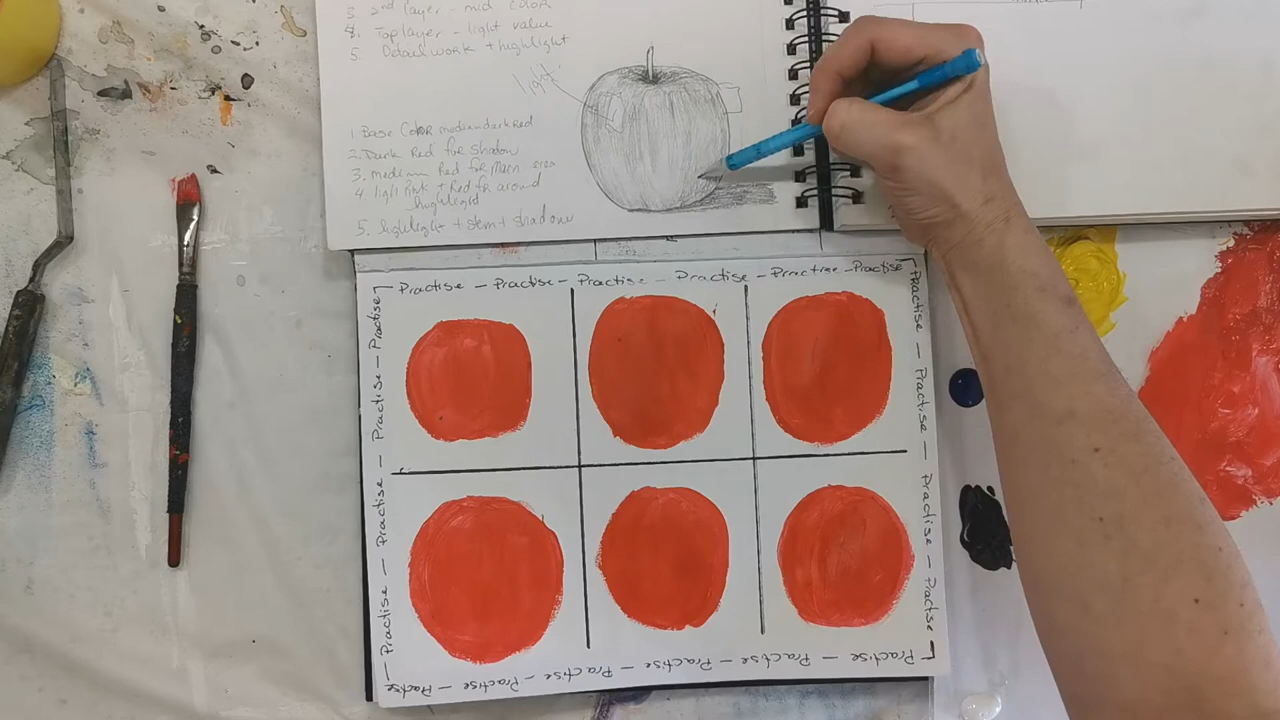 3. 2nd layer - mid color
4. Top layer - light value
5. Detail work + highlight
light
1 Base Color medium dark red
2. Dark Red for Shadow
3. medium Red for Main area
4 light Pink + Red for around
highlight
5. highlight + stem + shadow
Practise - Practise - Practise - Practise - Practise - Practise
Practise - Practise - Practise - Practise
Practise - Practise - Practise - Practise
Practise - Practise - Practise - Practise - Practise - Practise